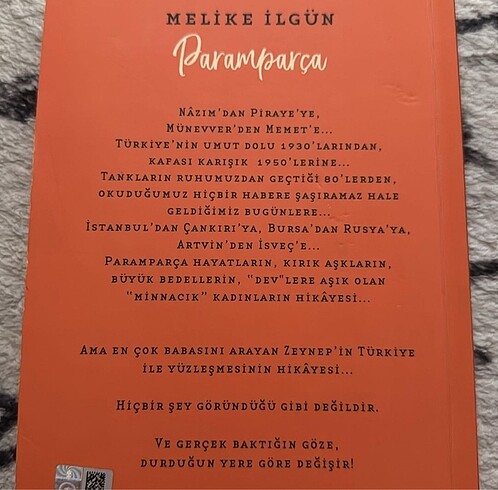 MELİKE İLGÜN
Paramparça
NÂZIM'DAN PİRAYE'YE,
MÜNEVVER'DEN MEMET'E...
TÜRKİYE'NİN UMUT DOLU 1930'LARINDAN,
KAFASI KARIŞIK 1950'LERİNE...
TANKLARIN RUHUMUZDAN GEÇTİĞİ 80'LERDEN,
OKUDUĞUMUZ HİÇBİR HABERE ŞAŞIRAMAZ HALE
GELDİĞİMİZ BUGÜNLERE...
İSTANBUL'DAN ÇANKIRI'YA, BURSA'DAN RUSYA'YA,
ARTVİN'DEN İSVEÇ'E...
PARAMPARÇA HAYATLARIN, KIRIK AŞKLARIN,
BÜYÜK BEDELLERİN, "DEV"LERE AŞIK OLAN
"MİNNACIK" KADINLARIN HİKÂYESİ...
AMA EN ÇOK BABASINI ARAYAN ZEYNEP'İN TÜRKİYE
İLE YÜZLEŞMESİNİN HİKÂYESİ...
HİÇBİR ŞEY GÖRÜNDÜĞÜ GİBİ DEĞİLDİR.
VE GERÇEK BAKTIĞIN GÖZE,
DURDUĞUN YERE GÖRE DEĞİŞİR!